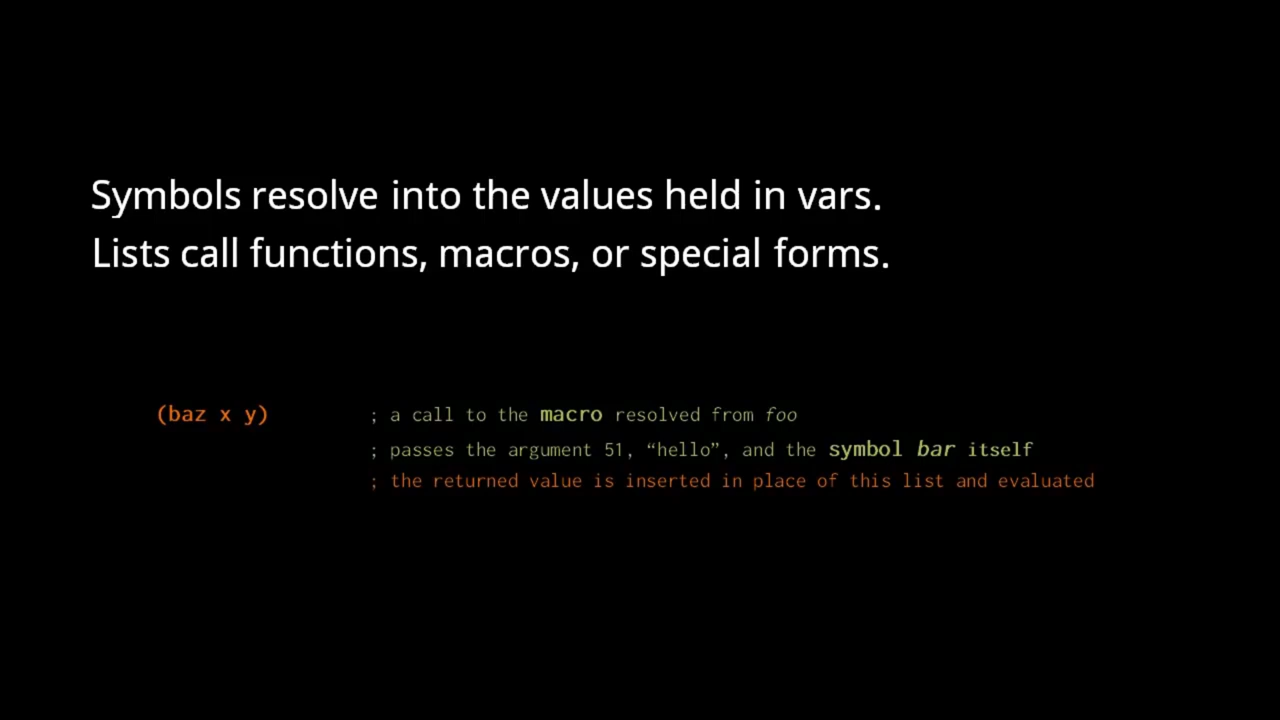 Symbols resolve into the values held in vars.
Lists call functions, macros, or special forms.
(baz x y) ; a call to the macro resolved from foo
; passes the argument 51, “hello”, and the symbol bar itself
; the returned value is inserted in place of this list and evaluated